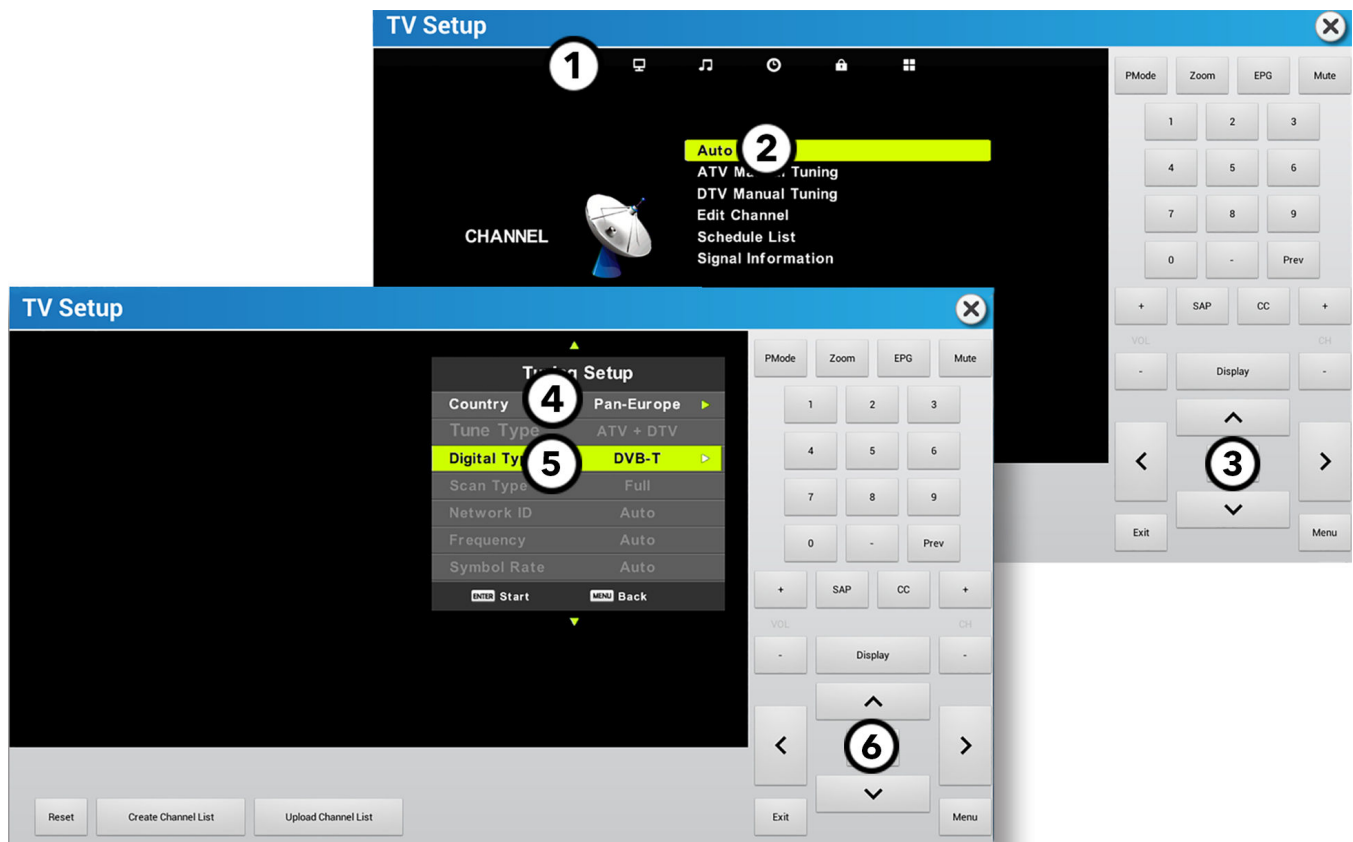 TV Setup
1
2
Auto
ATV Tuning
DTV Manual Tuning
Edit Channel
Schedule List
Signal Information
CHANNEL
PMode Zoom EPG Mute
1 2 3
4 5 6
7 8 9
0 - Prev
+ SAP CC +
VOL CH
- Display -
3
Exit Menu
TV Setup
Setup
4
Country Pan-Europe
Tune Type ATV + DTV
Digital DVB-T
5
Scan Type Full
Network ID Auto
Frequency Auto
Symbol Rate Auto
ENTER Start MENU Back
PMode Zoom EPG Mute
1 2 3
4 5 6
7 8 9
0 - Prev
+ SAP CC +
VOL CH
- Display -
6
Exit Menu
Reset Create Channel List Upload Channel List